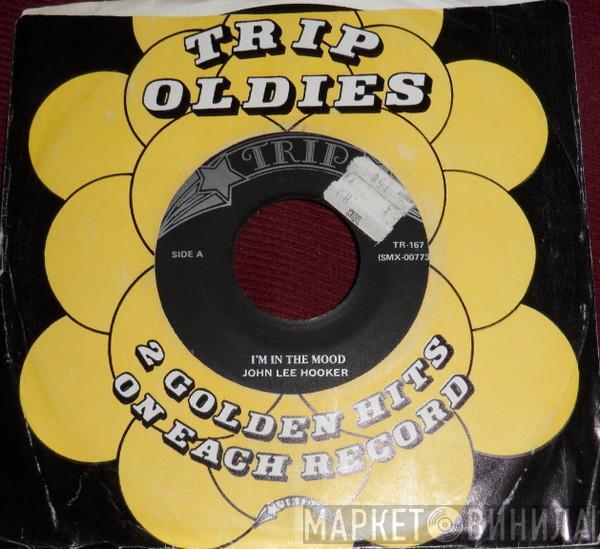 TRIP
OLDIES
TRIP
SIDE A
TR-167
(SMX-00773
I'M IN THE MOOD
JOHN LEE HOOKER
2 GOLDEN HITS
ON EACH RECORD
МАРКЕТ ВИНИЛА